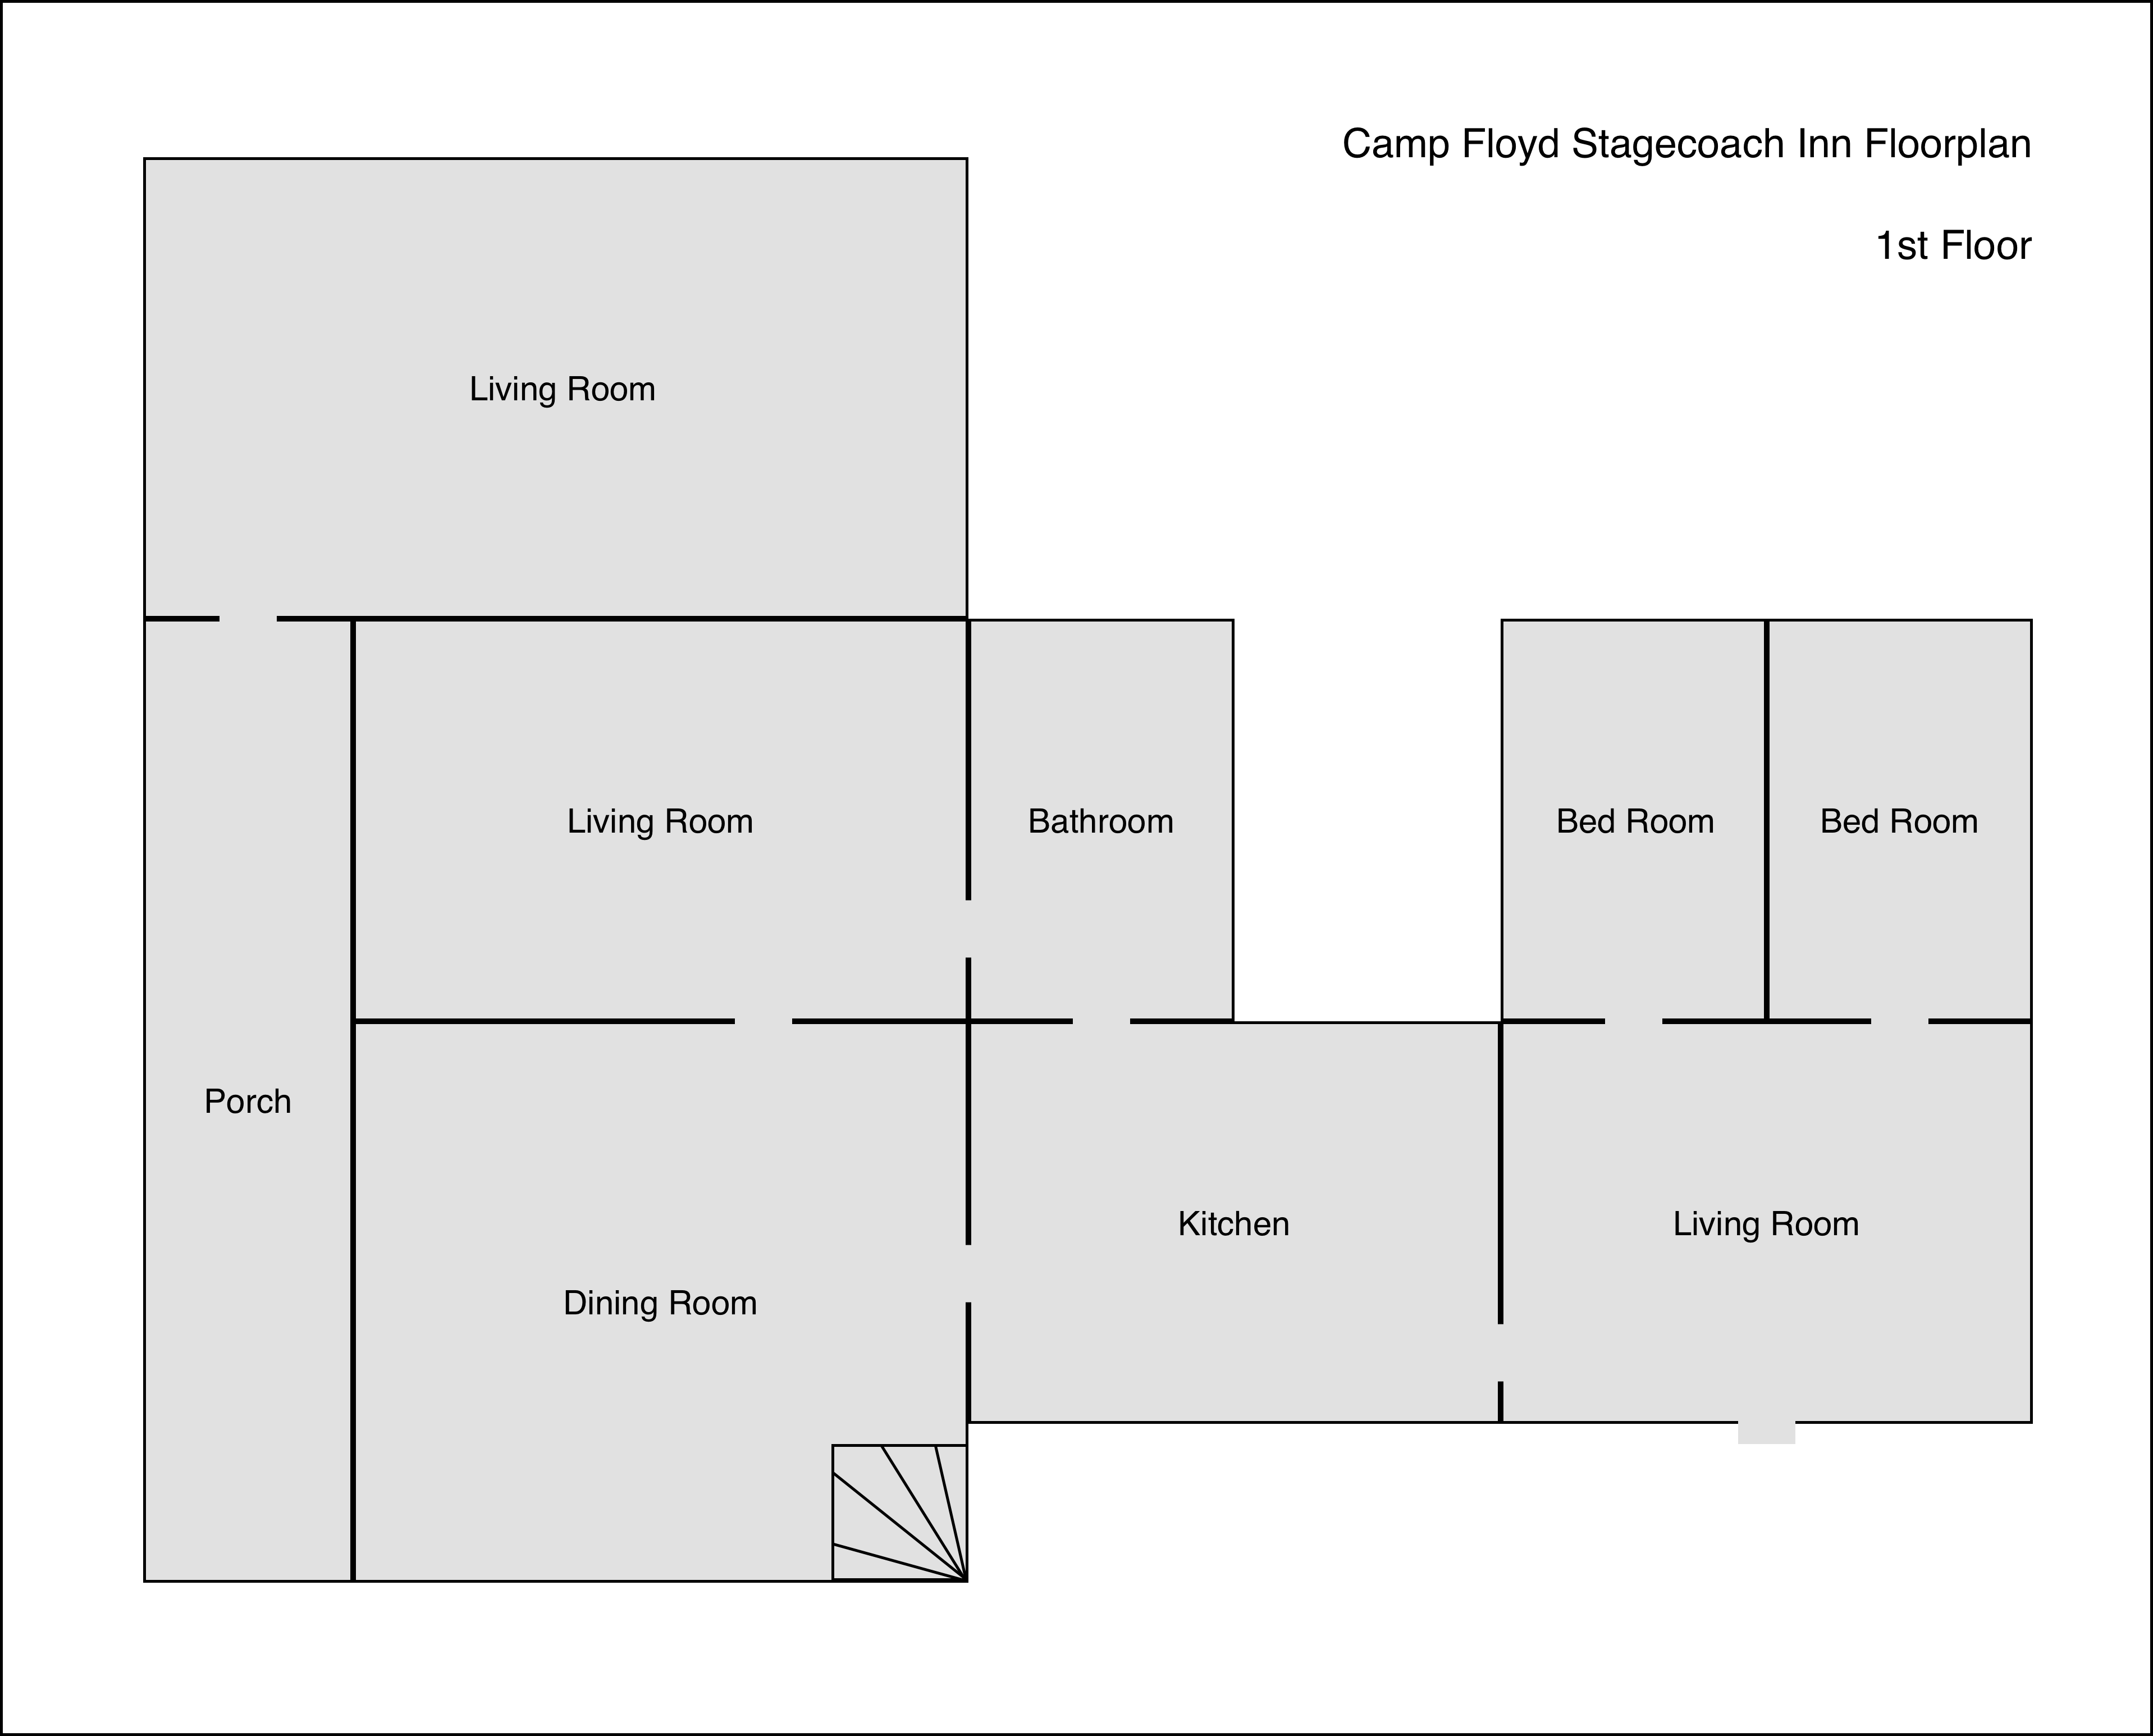 Camp Floyd Stagecoach Inn Floorplan
1st Floor
Living Room
Living Room
Bathroom
Bed Room
Bed Room
Porch
Kitchen
Living Room
Dining Room